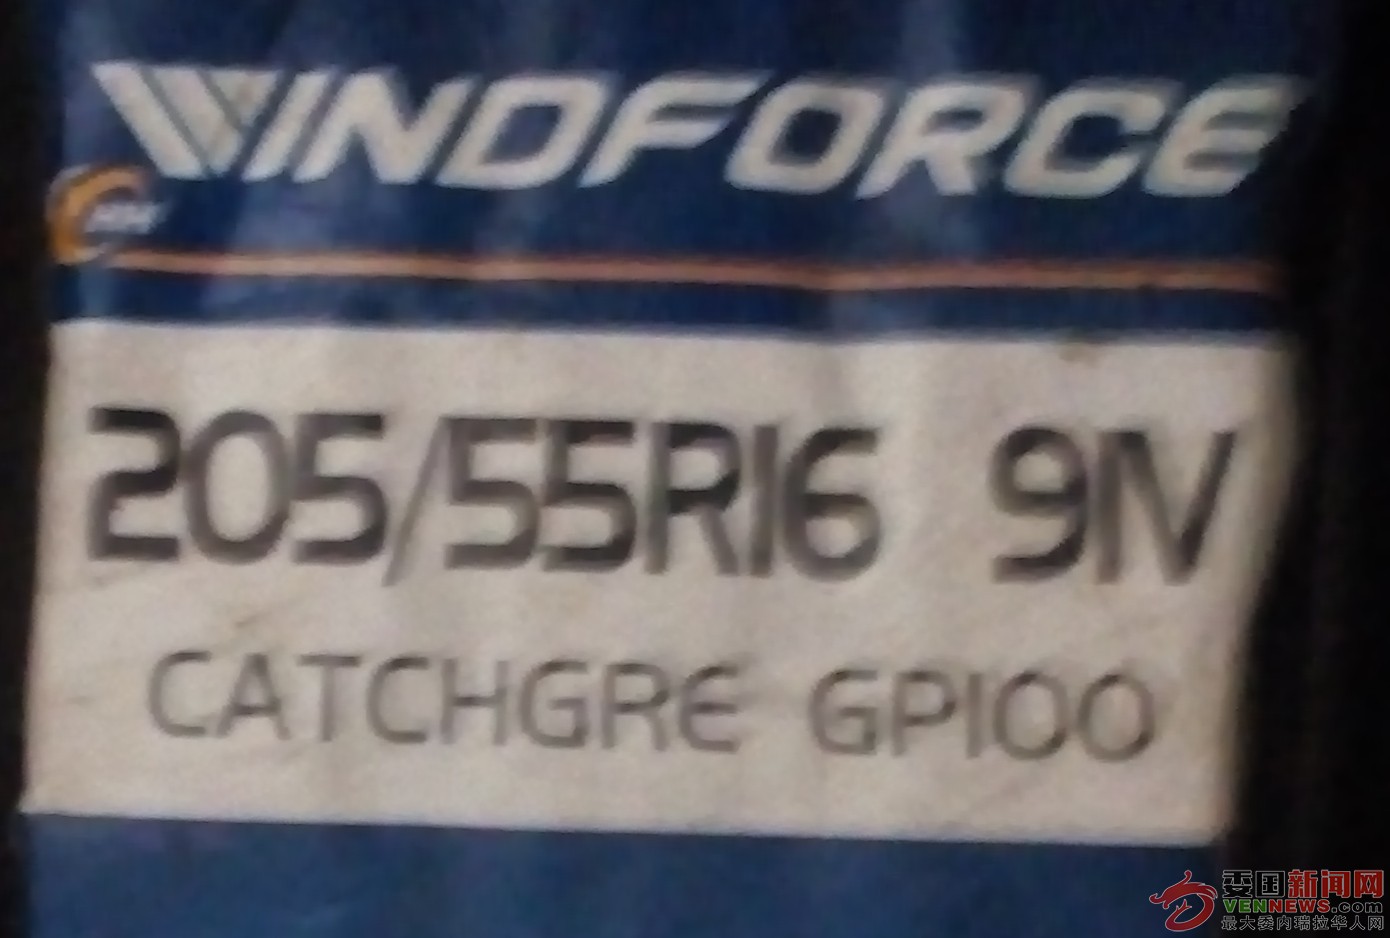 WINDFORCE
205/55R16 91V
CATCHGRE GP100
委国新闻网
VENNEWS.com
最大委内瑞拉华人网